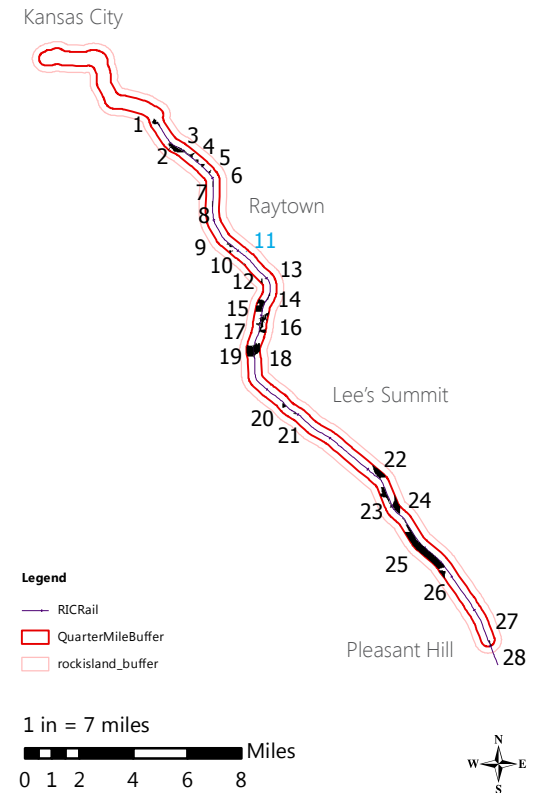 Kansas City
1
2
3
4
5
6
7
8
Raytown
9
10
11
12
13
14
15
16
17
18
19
Lee's Summit
20
21
22
23
24
25
26
27
Pleasant Hill
28
Legend
RICRail
QuarterMileBuffer
rockisland_buffer
1 in = 7 miles
Miles
0 1 2 4 6 8
N
W E
S